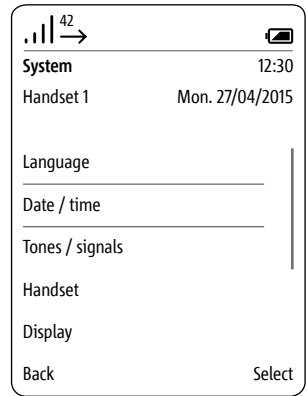 42
System 12:30
Handset 1 Mon. 27/04/2015
Language
Date / time
Tones / signals
Handset
Display
Back Select